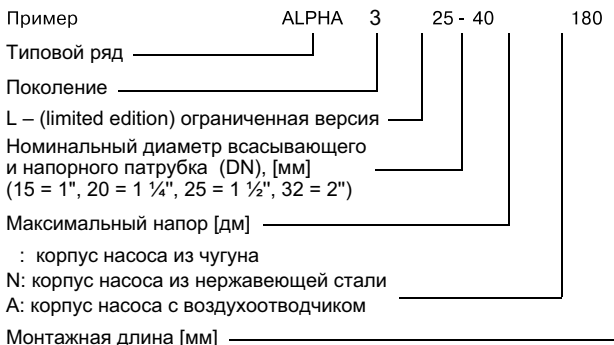 Пример ALPHA 3 25 - 40 180
Типовой ряд
Поколение
L – (limited edition) ограниченная версия
Номинальный диаметр всасывающего
и напорного патрубка (DN), [мм]
(15 = 1", 20 = 1 ¼", 25 = 1 ½", 32 = 2")
Максимальный напор [дм]
: корпус насоса из чугуна
N: корпус насоса из нержавеющей стали
A: корпус насоса с воздухоотводчиком
Монтажная длина [мм]